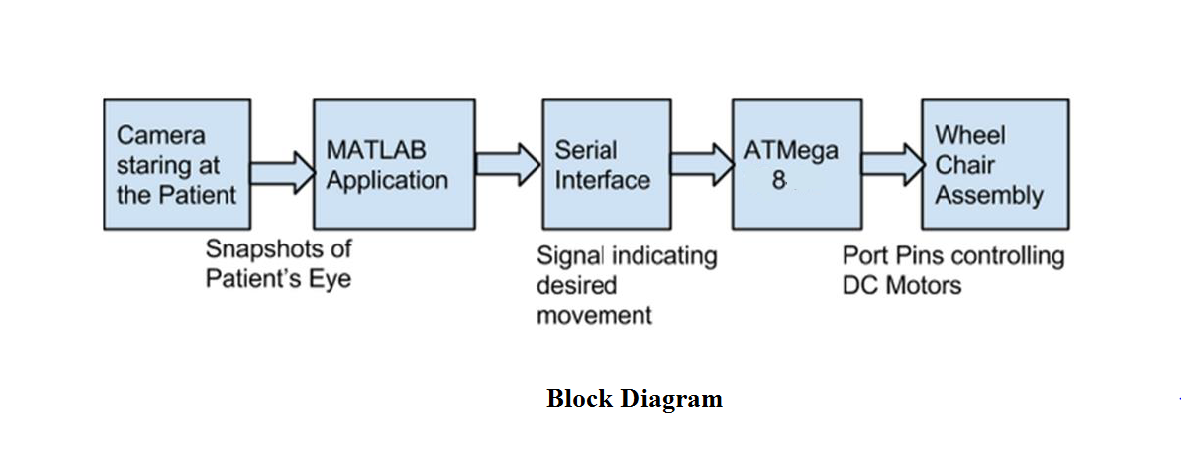 Camera
staring at
the Patient
MATLAB
Application
Serial
Interface
ATMega
8
Wheel
Chair
Assembly
Snapshots of
Patient's Eye
Signal indicating
desired
movement
Port Pins controlling
DC Motors
Block Diagram